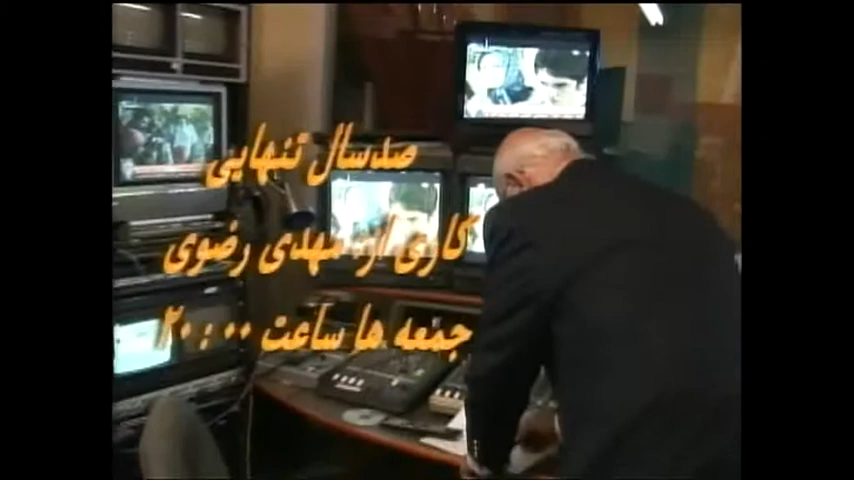 صدسال تنهایی
کاری از مهدی رضوی
جمعه ها ساعت ۲۰:۰۰